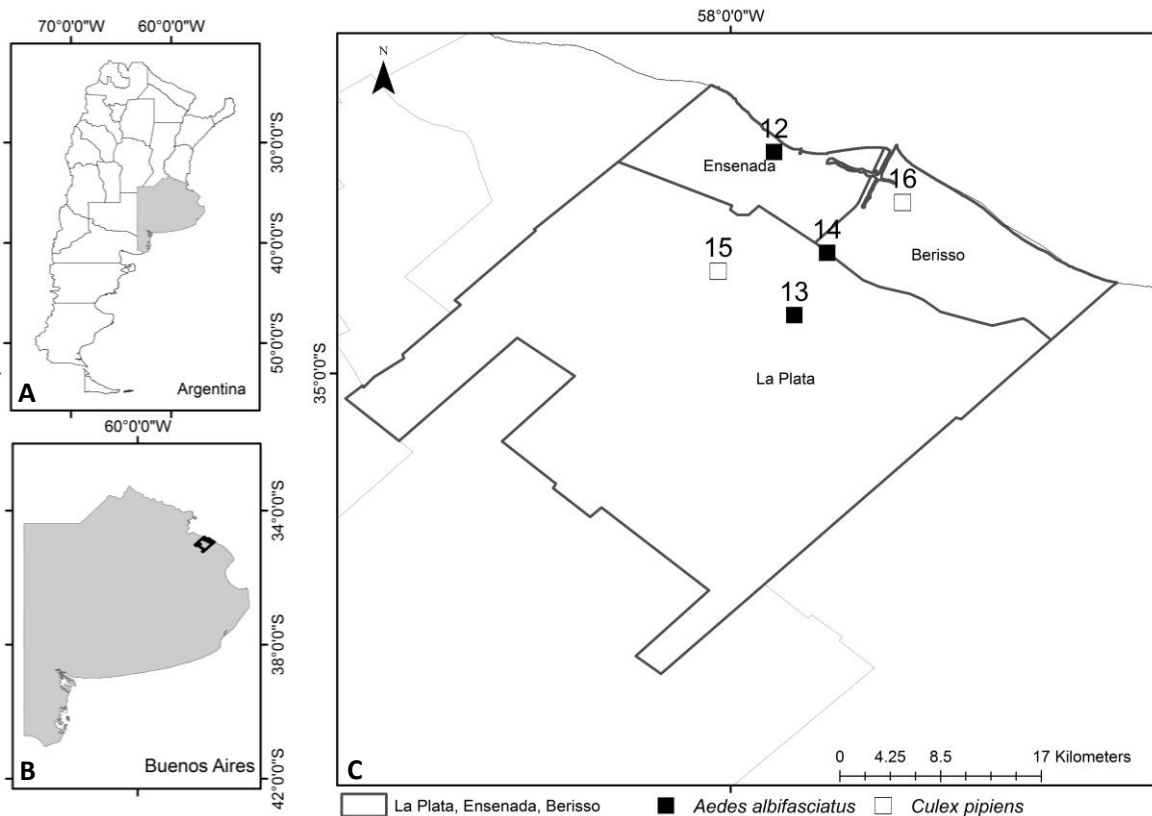 70°0'0"W 60°0'0"W
30°0'0"S
40°0'0"S
50°0'0"S
A
Argentina
60°0'0"W
34°0'0"S
38°0'0"S
42°0'0"S
B
Buenos Aires
58°0'0"W
N
12
Ensenada
16
14
15
Berisso
13
35°0'0"S
La Plata
C
0 4.25 8.5 17 Kilometers
La Plata, Ensenada, Berisso Aedes albifasciatus Culex pipiens